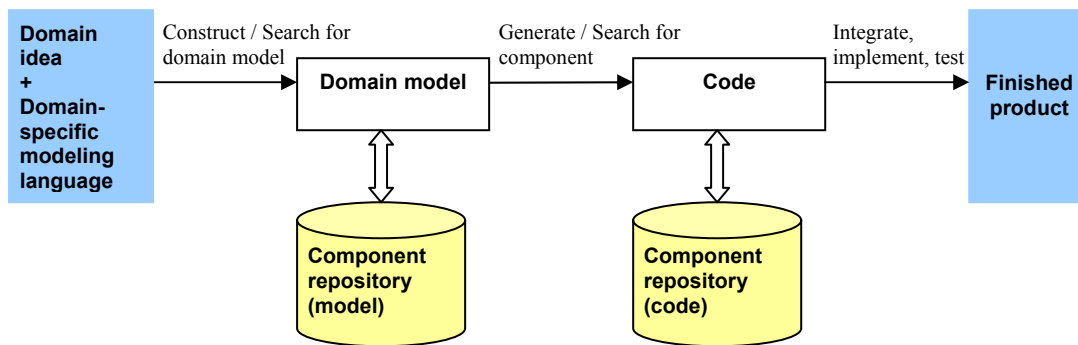 Domain
idea
+
Domain-
specific
modeling
language
Construct / Search for
domain model
Domain model
Generate / Search for
component
Code
Integrate,
implement, test
Finished
product
Component
repository
(model)
Component
repository
(code)